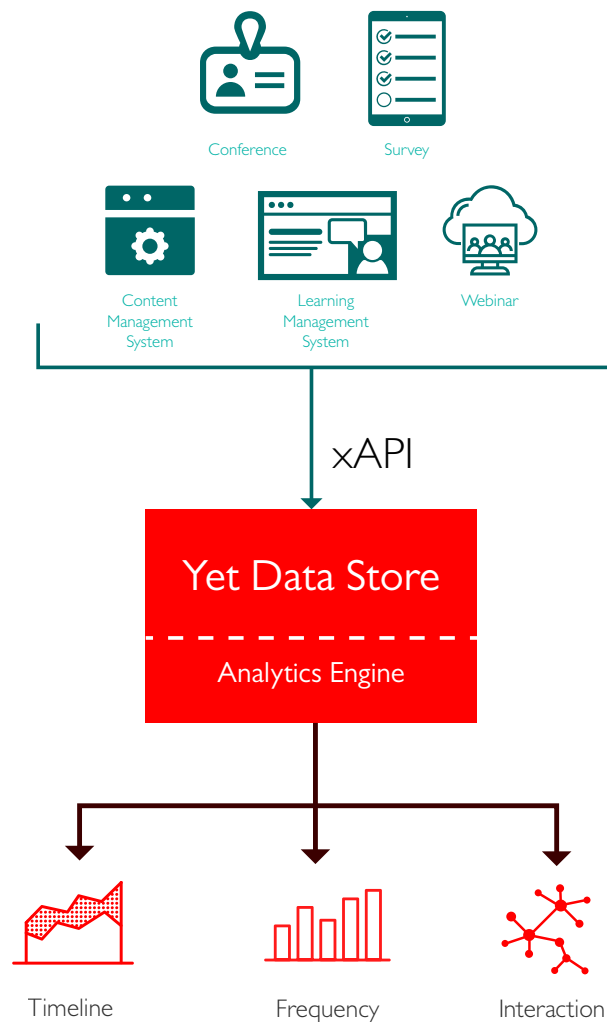 Conference
Survey
Content
Management
System
Learning
Management
System
Webinar
xAPI
Yet Data Store
Analytics Engine
Timeline
Frequency
Interaction